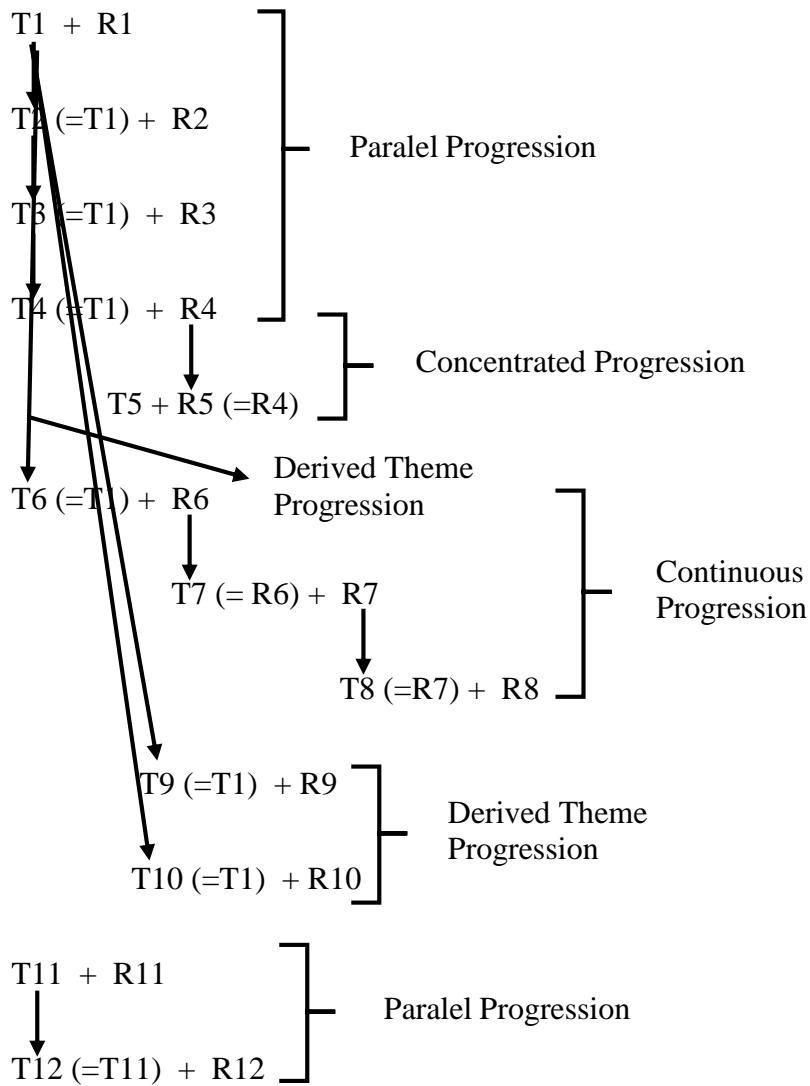 T1 + R1
T2 (=T1) + R2
Paralel Progression
T3 (=T1) + R3
T4 (=T1) + R4
Concentrated Progression
T5 + R5 (=R4)
Derived Theme
Progression
T6 (=T1) + R6
Continuous
Progression
T7 (= R6) + R7
T8 (=R7) + R8
T9 (=T1) + R9
Derived Theme
Progression
T10 (=T1) + R10
T11 + R11
Paralel Progression
T12 (=T11) + R12